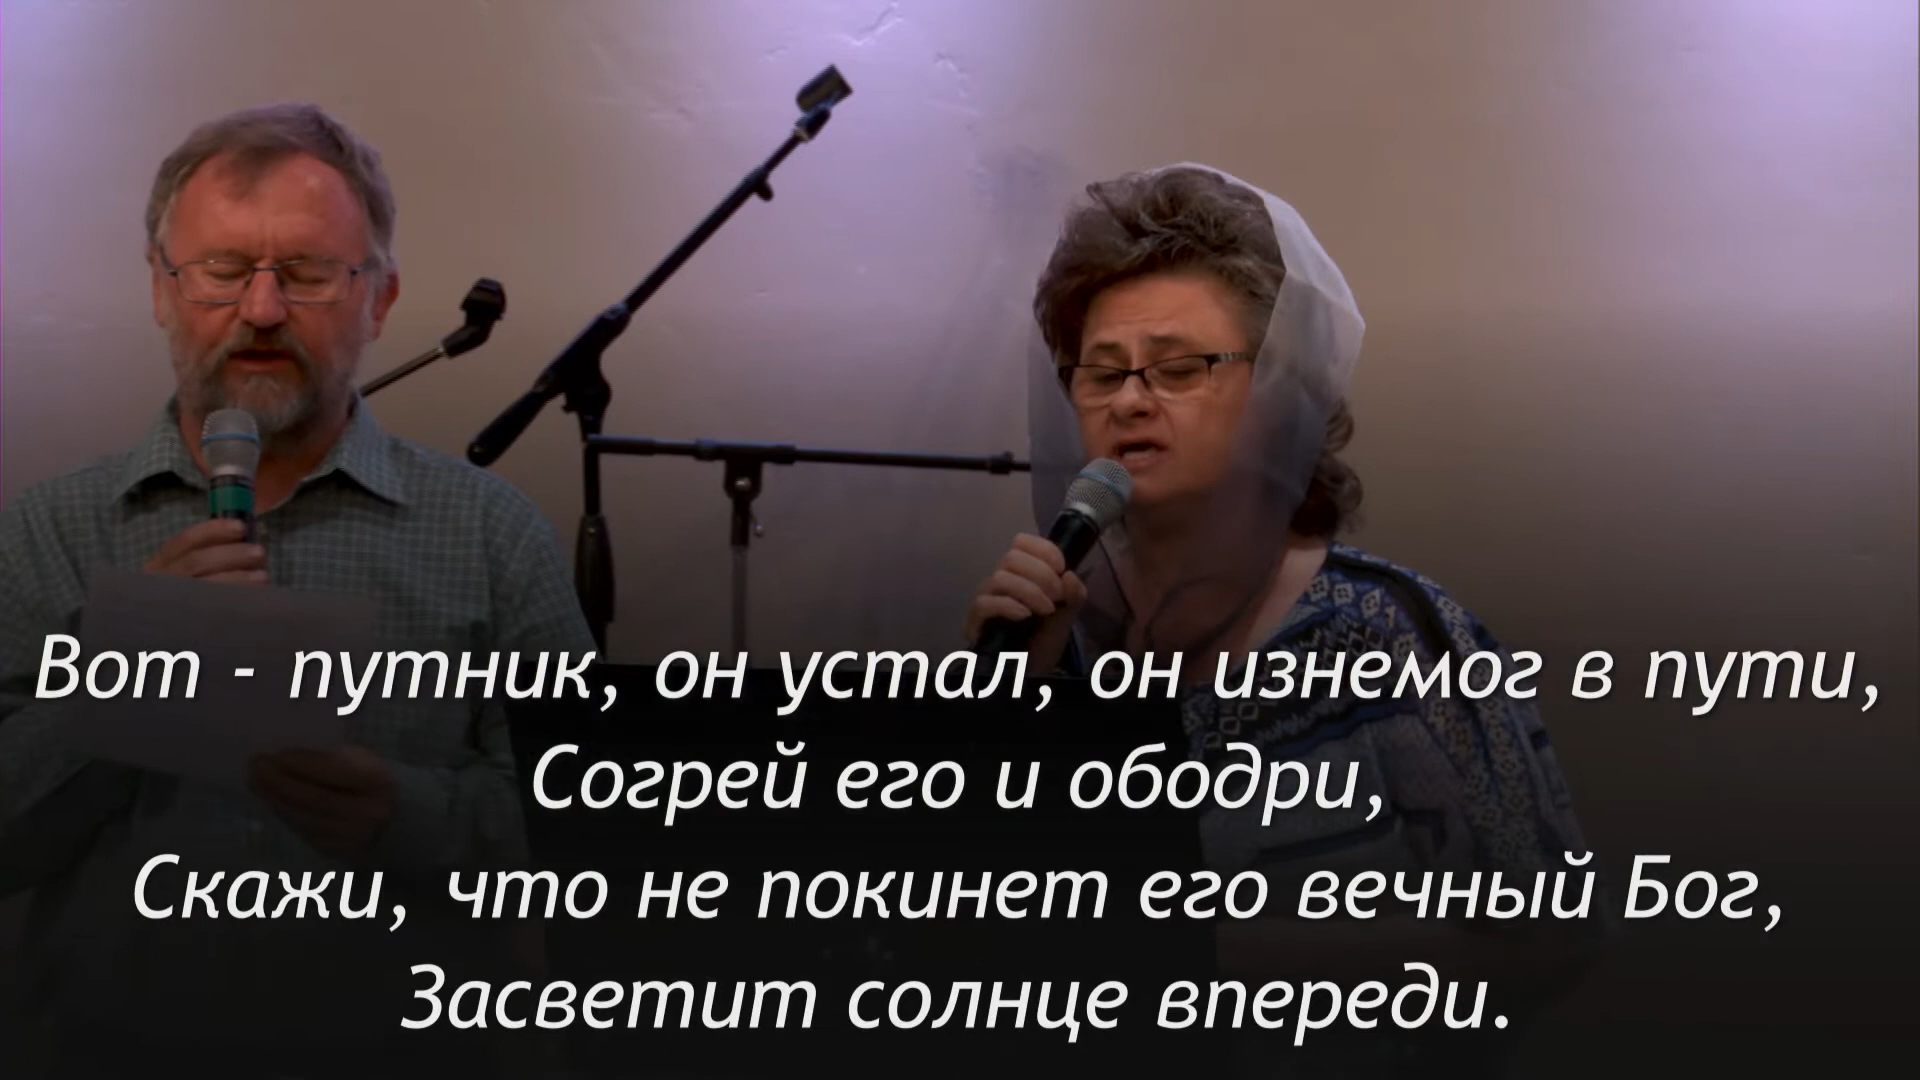 Вот - путник, он устал, он изнемог в пути,
Согрей его и ободри,
Скажи, что не покинет его вечный Бог,
Засветит солнце впереди.